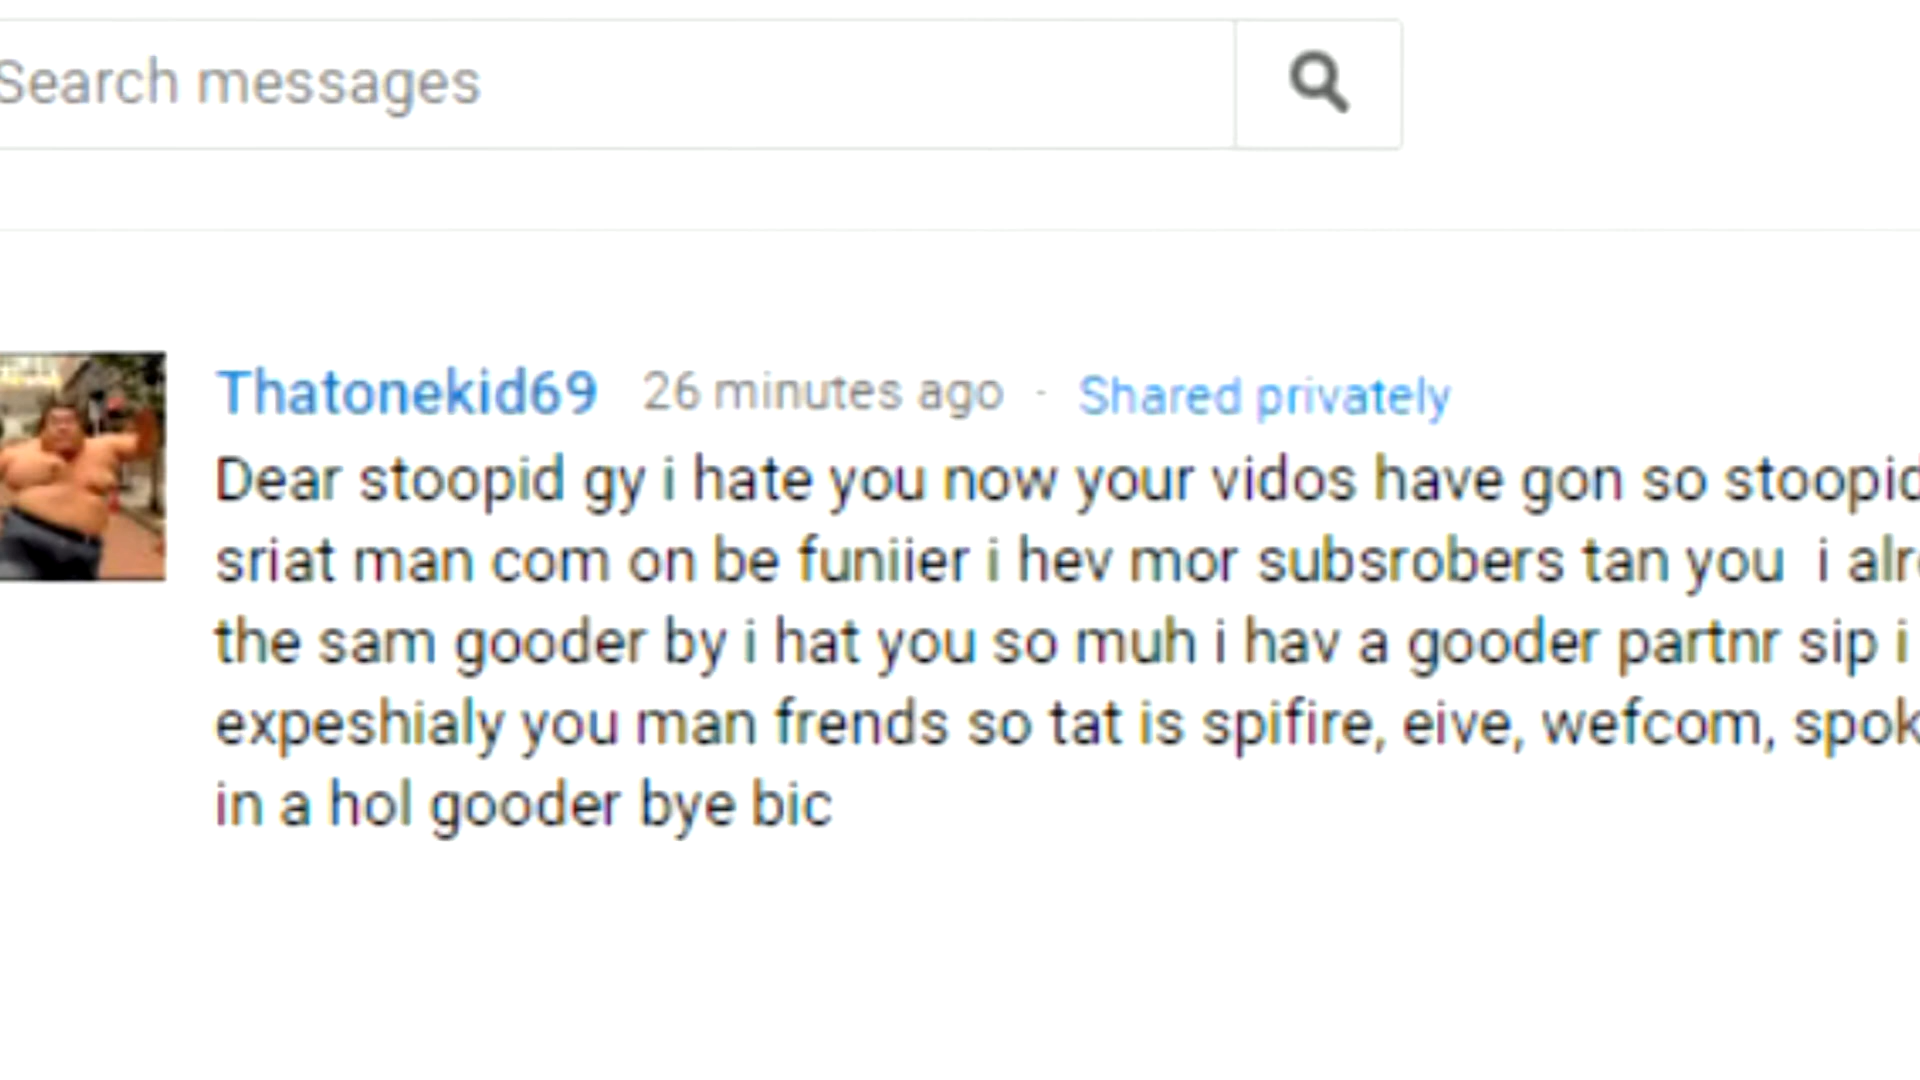 Search messages
Thatonekid69 26 minutes ago · Shared privately
Dear stoopid gy i hate you now your vidos have gon so stoopid
sriat man com on be funiier i hev mor subsrobers tan you i alr
the sam gooder by i hat you so muh i hav a gooder partnr sip i
expeshialy you man frends so tat is spifire, eive, wefcom, spok
in a hol gooder bye bic